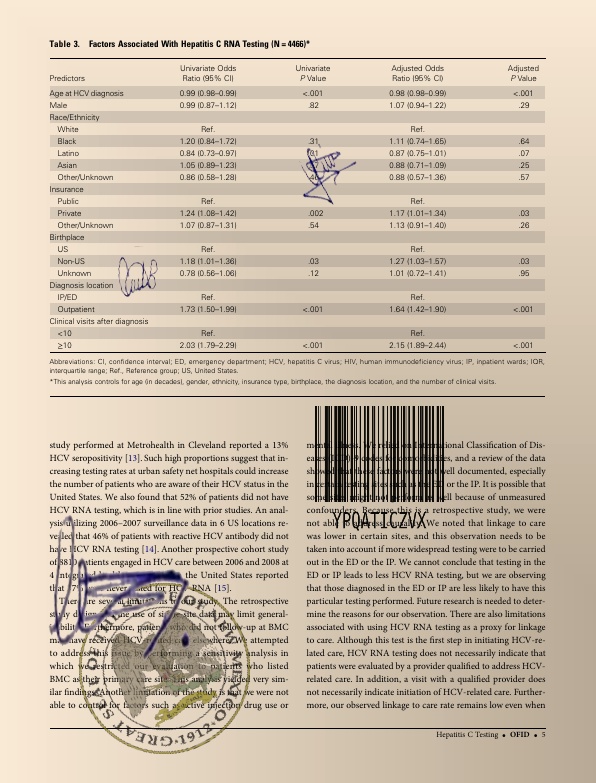 Table 3. Factors Associated With Hepatitis C RNA Testing (N = 4466)*
Predictors Univariate Odds Ratio (95% CI) Univariate P Value Adjusted Odds Ratio (95% CI) Adjusted P Value
Age at HCV diagnosis 0.99 (0.98–0.99) <.001 0.98 (0.98–0.99) <.001
Male 0.99 (0.87–1.12) .82 1.07 (0.94–1.22) .29
Race/Ethnicity
White Ref. Ref.
Black 1.20 (0.84–1.72) .31 1.11 (0.74–1.65) .64
Latino 0.84 (0.73–0.97) 0.87 (0.75–1.01) .07
Asian 1.05 (0.89–1.23) 0.88 (0.71–1.09) .25
Other/Unknown 0.86 (0.58–1.28) 0.88 (0.57–1.36) .57
Insurance
Public Ref. Ref.
Private 1.24 (1.08–1.42) .002 1.17 (1.01–1.34) .03
Other/Unknown 1.07 (0.87–1.31) .54 1.13 (0.91–1.40) .26
Birthplace
US Ref. Ref.
Non-US 1.18 (1.01–1.36) .03 1.27 (1.03–1.57) .03
Unknown 0.78 (0.56–1.06) .12 1.01 (0.72–1.41) .95
Diagnosis location
IP/ED Ref. Ref.
Outpatient 1.73 (1.50–1.99) <.001 1.64 (1.42–1.90) <.001
Clinical visits after diagnosis
<10 Ref. Ref.
≥10 2.03 (1.79–2.29) <.001 2.15 (1.89–2.44) <.001
Abbreviations: CI, confidence interval; ED, emergency department; HCV, hepatitis C virus; HIV, human immunodeficiency virus; IP, inpatient wards; IQR,
interquartile range; Ref., Reference group; US, United States.
*This analysis controls for age (in decades), gender, ethnicity, insurance type, birthplace, the diagnosis location, and the number of clinical visits.
study performed at Metrohealth in Cleveland reported a 13%
HCV seropositivity [13]. Such high proportions suggest that in-
creasing testing rates at urban safety net hospitals could increase
the number of patients who are aware of their HCV status in the
United States. We also found that 52% of patients did not have
HCV RNA testing, which is in line with prior studies. An anal-
ysis utilizing 2006–2007 surveillance data in 6 US locations re-
vealed that 46% of patients with reactive HCV antibody did not
have HCV RNA testing [14]. Another prospective cohort study
of 8810 patients engaged in HCV care between 2006 and 2008 at
4 the United States reported
that never for HCV RNA [15].
There are several of our study. The retrospective
study the use of site data may limit general-
Furthermore, patients who did not follow up at BMC
may have received HCV-related care elsewhere. We attempted
to address this issue by performing a sensitivity analysis in
which we restricted our evaluation to patients who listed
BMC as their primary care site. This analysis yielded very sim-
ilar findings. Another limitation of the study is that we were not
able to control for factors such as active injection drug use or
mental illness. We relied on International Classification of Dis-
eases, codes for comorbidities, and a review of the data
showed that these factors were not well documented, especially
in certain testing sites such as the ED or the IP. It is possible that
some might not perform as well because of unmeasured
confounders. Because this is a retrospective study, we were
not able to address causality. We noted that linkage to care
was lower in certain sites, and this observation needs to be
taken into account if more widespread testing were to be carried
out in the ED or the IP. We cannot conclude that testing in the
ED or IP leads to less HCV RNA testing, but we are observing
that those diagnosed in the ED or IP are less likely to have this
particular testing performed. Future research is needed to deter-
mine the reasons for our observation. There are also limitations
associated with using HCV RNA testing as a proxy for linkage
to care. Although this test is the first step in initiating HCV-re-
lated care, HCV RNA testing does not necessarily indicate that
patients were evaluated by a provider qualified to address HCV-
related care. In addition, a visit with a qualified provider does
not necessarily indicate initiation of HCV-related care. Further-
more, our observed linkage to care rate remains low even when
YPQATTCZVX
Hepatitis C Testing • OFID • 5